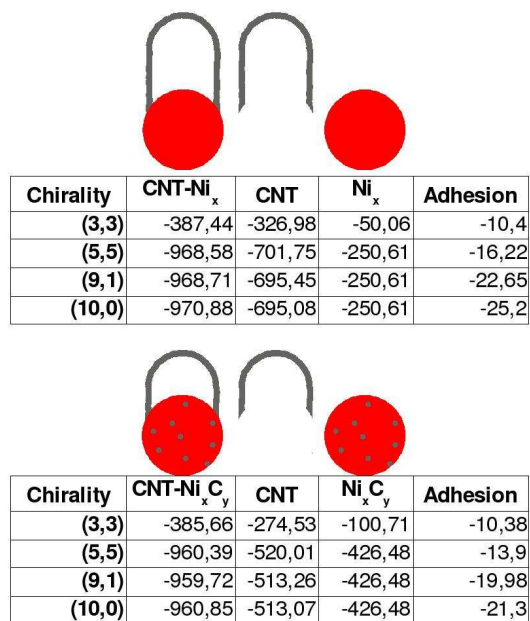 Chirality CNT-Nix CNT Nix Adhesion
(3,3) -387,44 -326,98 -50,06 -10,4
(5,5) -968,58 -701,75 -250,61 -16,22
(9,1) -968,71 -695,45 -250,61 -22,65
(10,0) -970,88 -695,08 -250,61 -25,2
Chirality CNT-NixCy CNT NixCy Adhesion
(3,3) -385,66 -274,53 -100,71 -10,38
(5,5) -960,39 -520,01 -426,48 -13,9
(9,1) -959,72 -513,26 -426,48 -19,98
(10,0) -960,85 -513,07 -426,48 -21,3